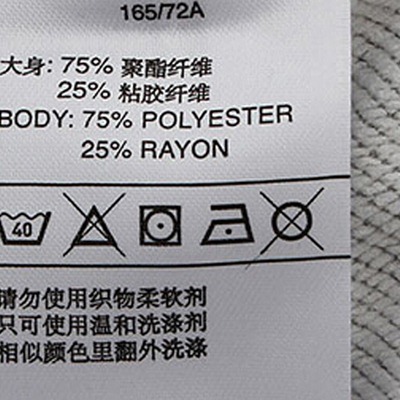 165/72A
大身: 75% 聚酯纤维
25% 粘胶纤维
BODY: 75% POLYESTER
25% RAYON
40
请勿使用织物柔软剂
只可使用温和洗涤剂
相似颜色里翻外洗涤